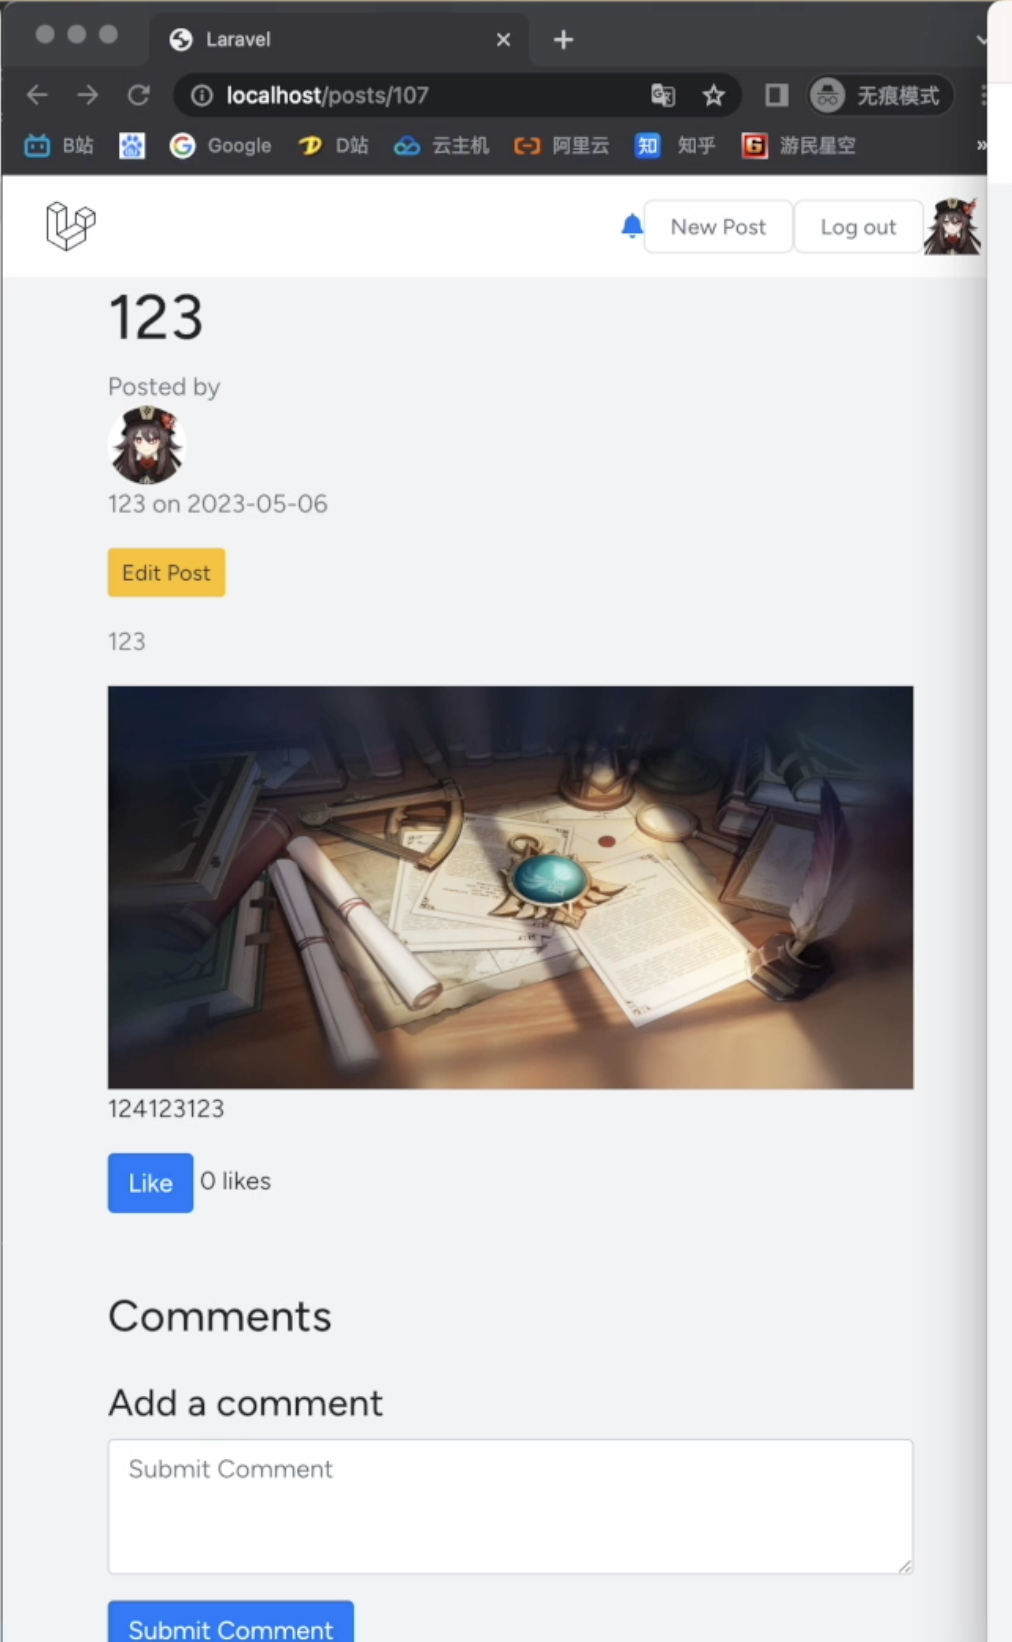 Laravel
localhost/posts/107
无痕模式
B站 Google D站 云主机 阿里云 知 知乎 游民星空 »
New Post Log out
123
Posted by
123 on 2023-05-06
Edit Post
123
124123123
Like 0 likes
Comments
Add a comment
Submit Comment
Submit Comment